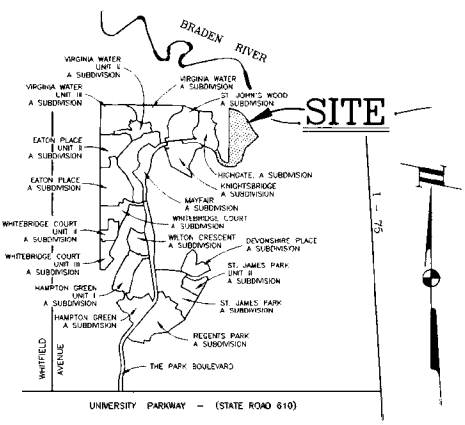 BRADEN RIVER
VIRGINIA WATER
UNIT II
A SUBDIVISION
VIRGINIA WATER
UNIT III
A SUBDIVISION
VIRGINIA WATER
A SUBDIVISION
ST JOHN'S WOOD
A SUBDIVISION
SITE
EATON PLACE
UNIT II
A SUBDIVISION
HIGHGATE, A SUBDIVISION
KNIGHTSBRIDGE
A SUBDIVISION
EATON PLACE
A SUBDIVISION
MAYFAIR
A SUBDIVISION
WHITEBRIDGE COURT
A SUBDIVISION
WHITEBRIDGE COURT
UNIT II
A SUBDIVISION
WILTON CRESCENT
A SUBDIVISION
DEVONSHIRE PLACE
A SUBDIVISION
WHITEBRIDGE COURT
UNIT III
A SUBDIVISION
ST. JAMES PARK
UNIT II
A SUBDIVISION
HAMPTON GREEN
UNIT I
A SUBDIVISION
ST. JAMES PARK
A SUBDIVISION
HAMPTON GREEN
A SUBDIVISION
REGENTS PARK
A SUBDIVISION
I - 75
WHITFIELD
AVENUE
THE PARK BOULEVARD
UNIVERSITY PARKWAY - (STATE ROAD 610)